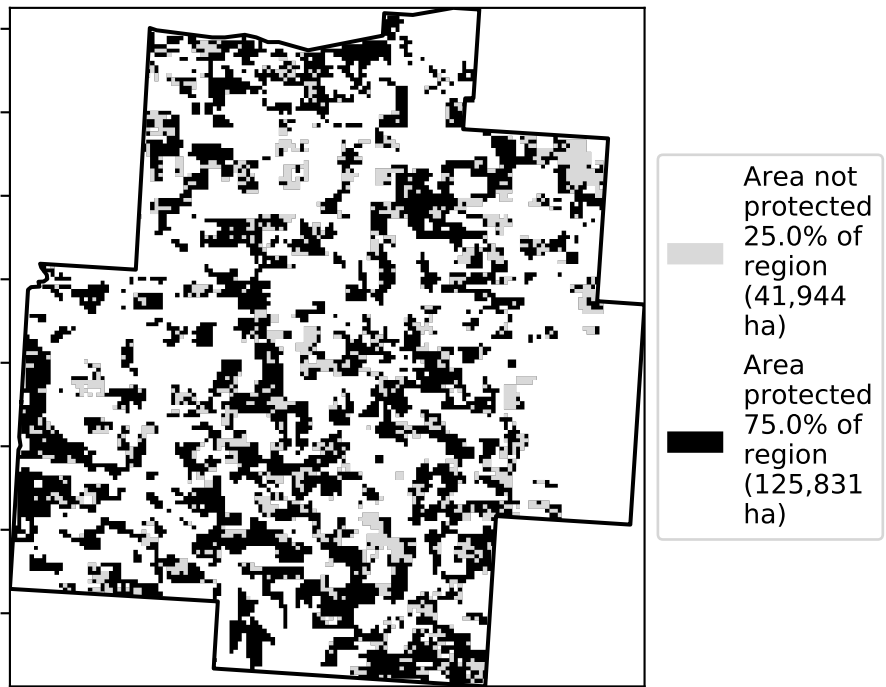 Area not
protected
25.0% of
region
(41,944
ha)
Area
protected
75.0% of
region
(125,831
ha)